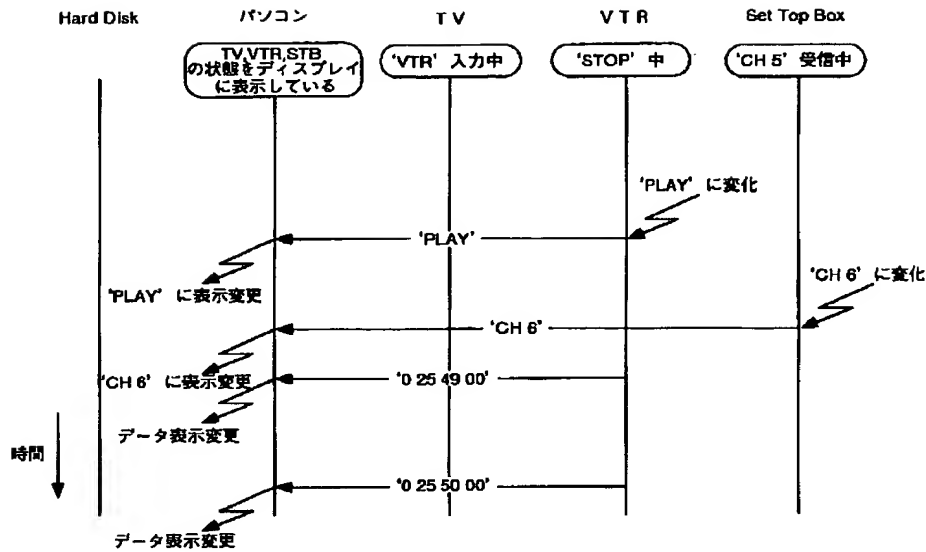 Hard Disk
パソコン
T V
V T R
Set Top Box
TV,VTR,STB
の状態をディスプレイ
に表示している
‘VTR’ 入力中
‘STOP’ 中
‘CH 5’ 受信中
‘PLAY’ に変化
‘PLAY’
‘PLAY’ に表示変更
‘CH 6’ に変化
‘CH 6’
‘CH 6’ に表示変更
‘0 25 49 00’
データ表示変更
時間
‘0 25 50 00’
データ表示変更